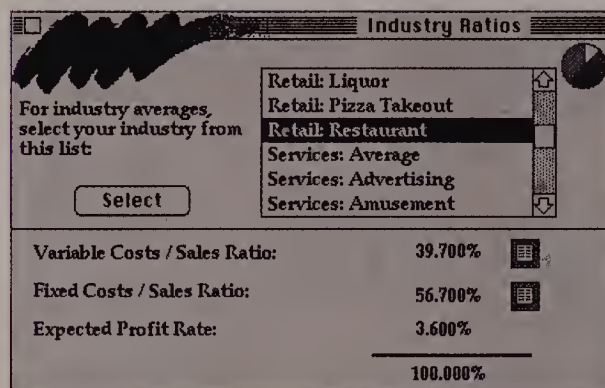 Industry Ratios
For industry averages,
select your industry from
this list:
Select
Retail: Liquor
Retail: Pizza Takeout
Retail: Restaurant
Services: Average
Services: Advertising
Services: Amusement
Variable Costs / Sales Ratio: 39.700%
Fixed Costs / Sales Ratio: 56.700%
Expected Profit Rate: 3.600%
100.000%